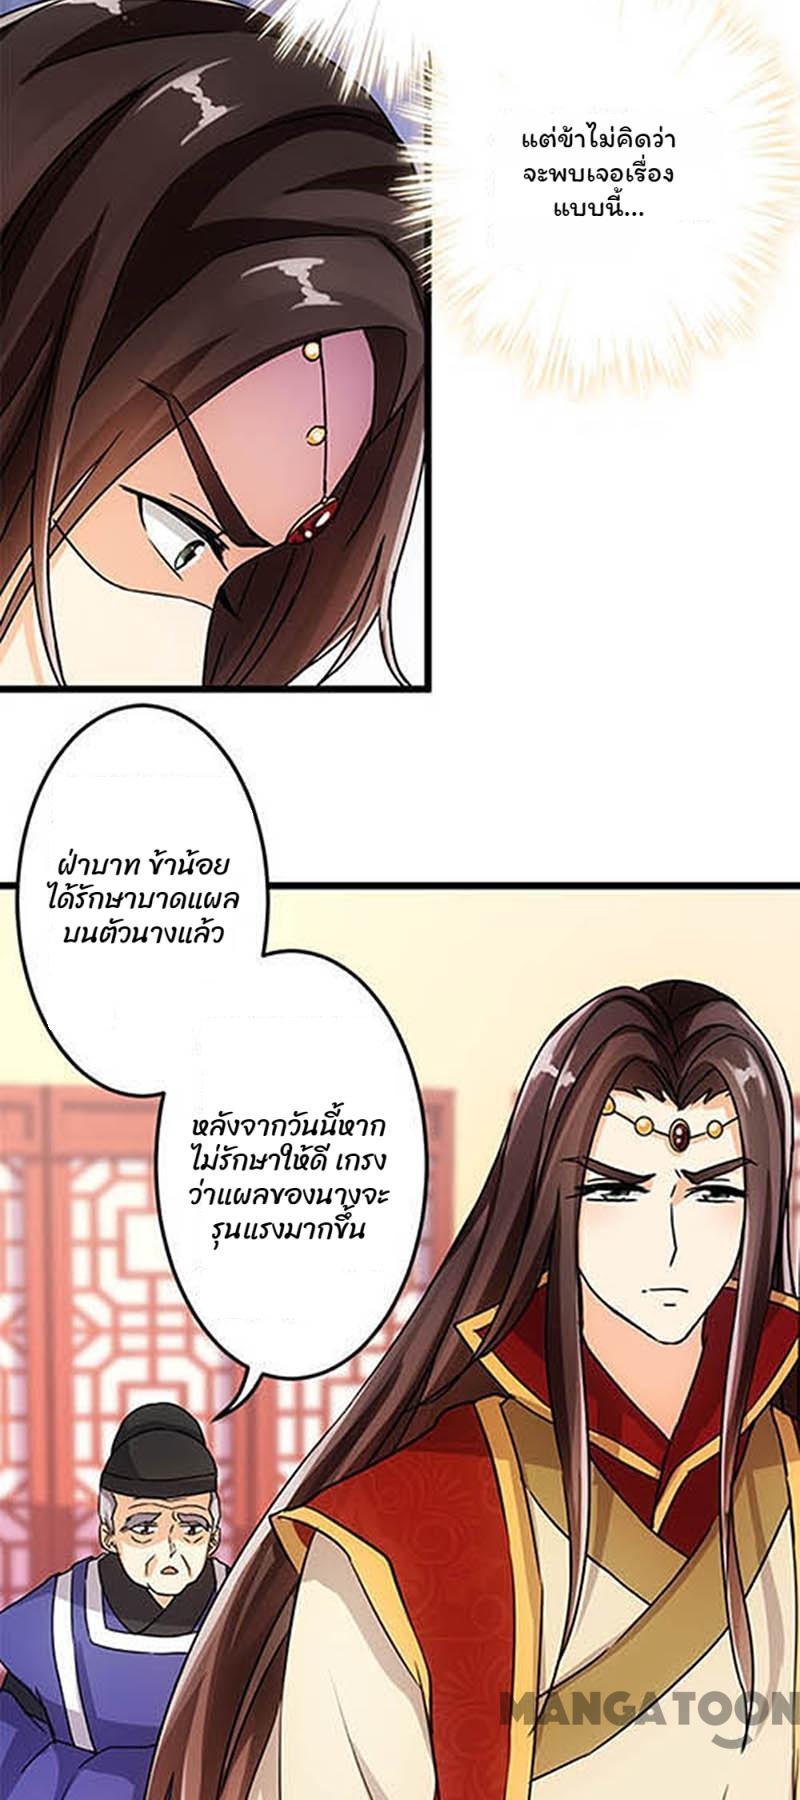 แต่ข้าไม่คิดว่า
จะพบเจอเรื่อง
แบบนี้...
ฝ่าบาท ข้าน้อย
ได้รักษาบาดแผล
บนตัวนางแล้ว
หลังจากวันนี้หาก
ไม่รักษาให้ดี เกรง
ว่าแผลของนางจะ
รุนแรงมากขึ้น
MANGATOON